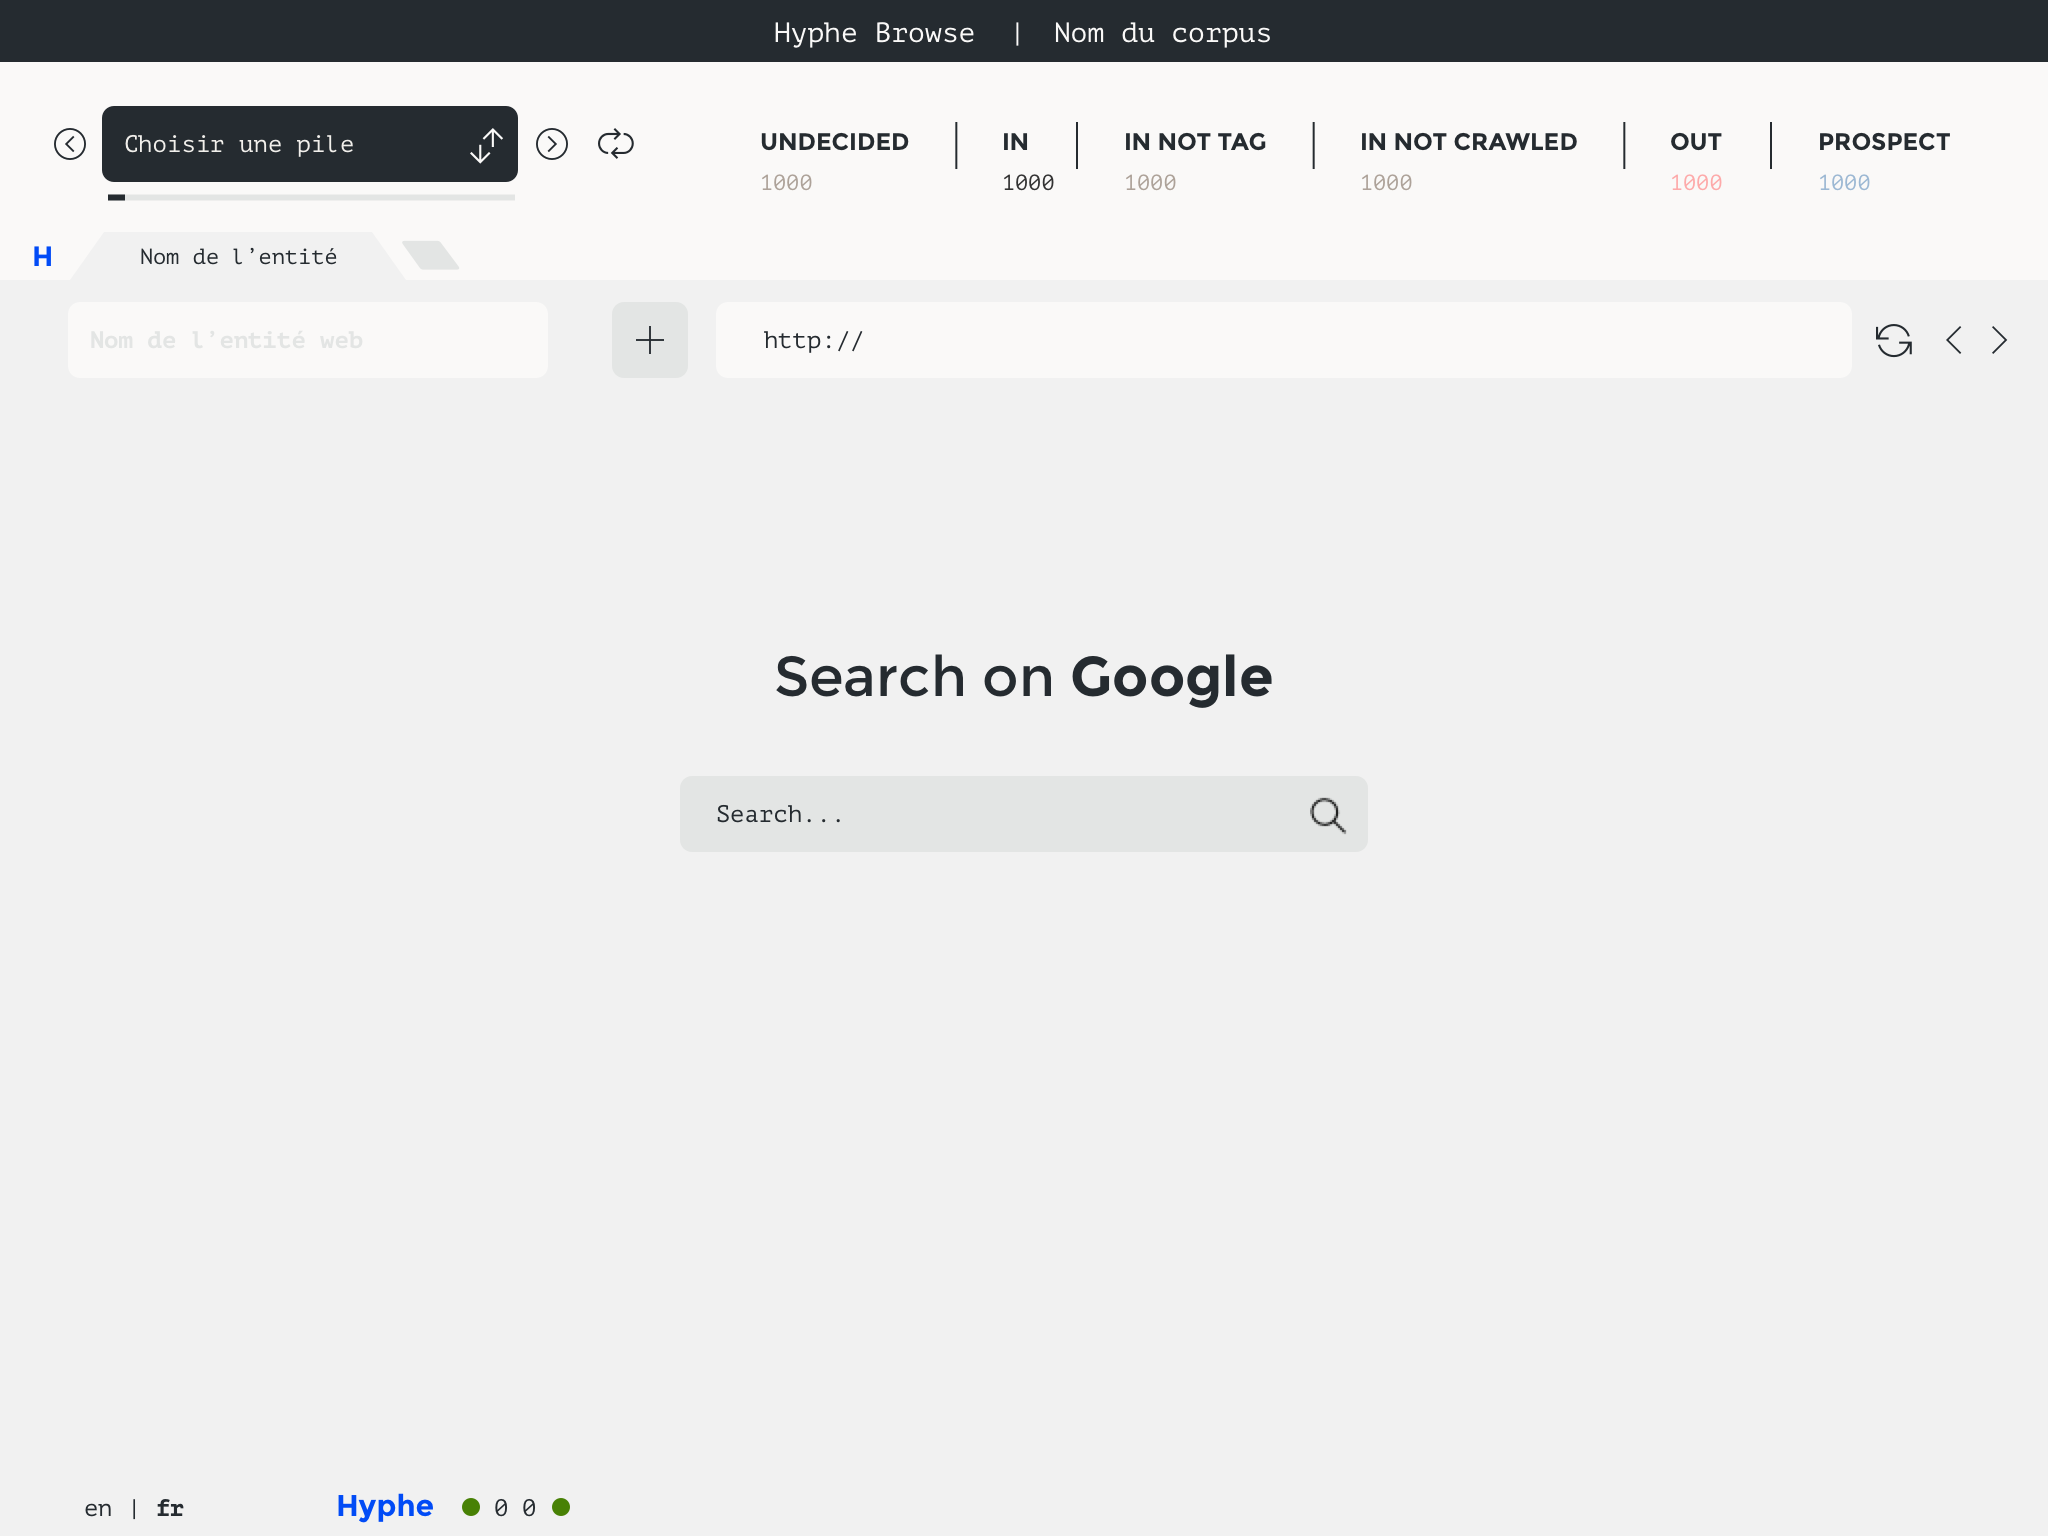 Hyphe Browse | Nom du corpus
Choisir une pile
UNDECIDED | IN | IN NOT TAG | IN NOT CRAWLED | OUT | PROSPECT
1000 1000 1000 1000 1000 1000
H Nom de l’entité
Nom de l’entité web + http://
Search on Google
Search...
en | fr Hyphe 0 0